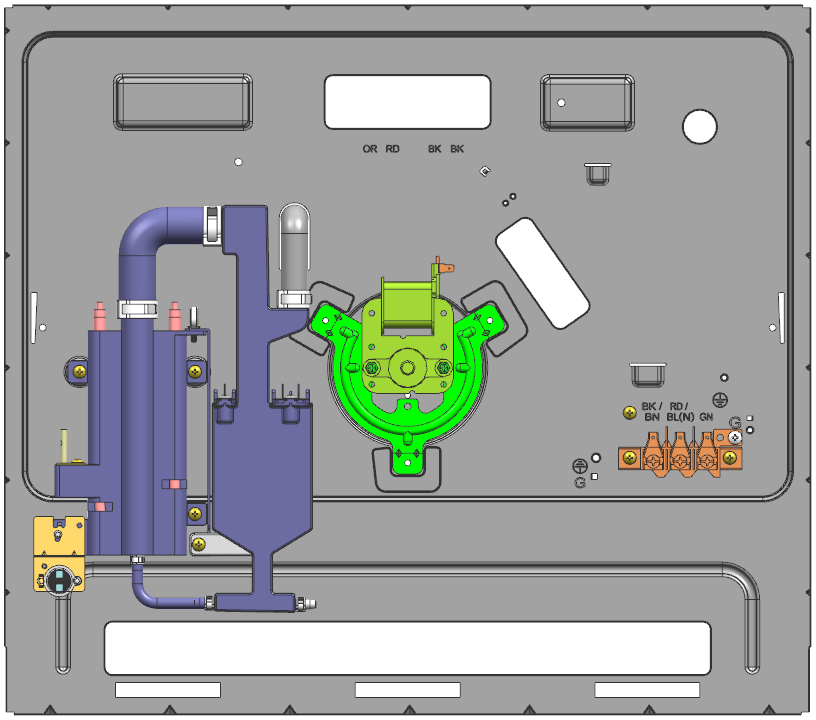 OR RD BK BK
BK / RD /
BN BL(N) GN
G
G